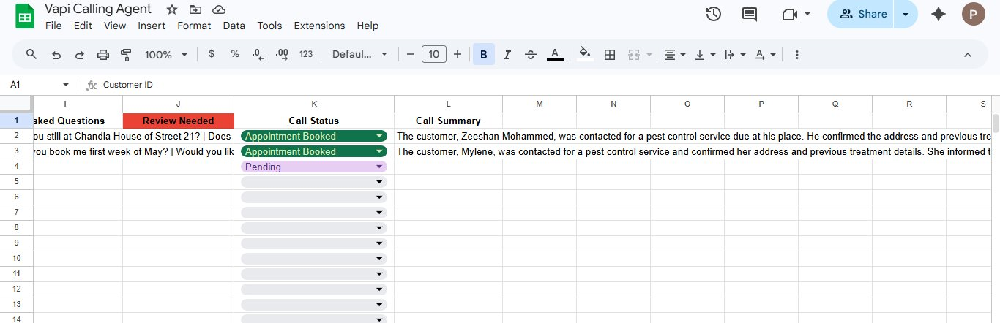 Vapi Calling Agent
File Edit View Insert Format Data Tools Extensions Help
Share
P
100% $ % .0 .00 123 Defaul... 10 B I S A A
A1 fx Customer ID
I J K L M N O P Q R S
1 sked Questions Review Needed Call Status Call Summary
2 ou still at Chandia House of Street 21? | Does Appointment Booked The customer, Zeeshan Mohammed, was contacted for a pest control service due at his place. He confirmed the address and previous tre
3 you book me first week of May? | Would you lik Appointment Booked The customer, Mylene, was contacted for a pest control service and confirmed her address and previous treatment details. She informed t
4 Pending
5
6
7
8
9
10
11
12
13
14